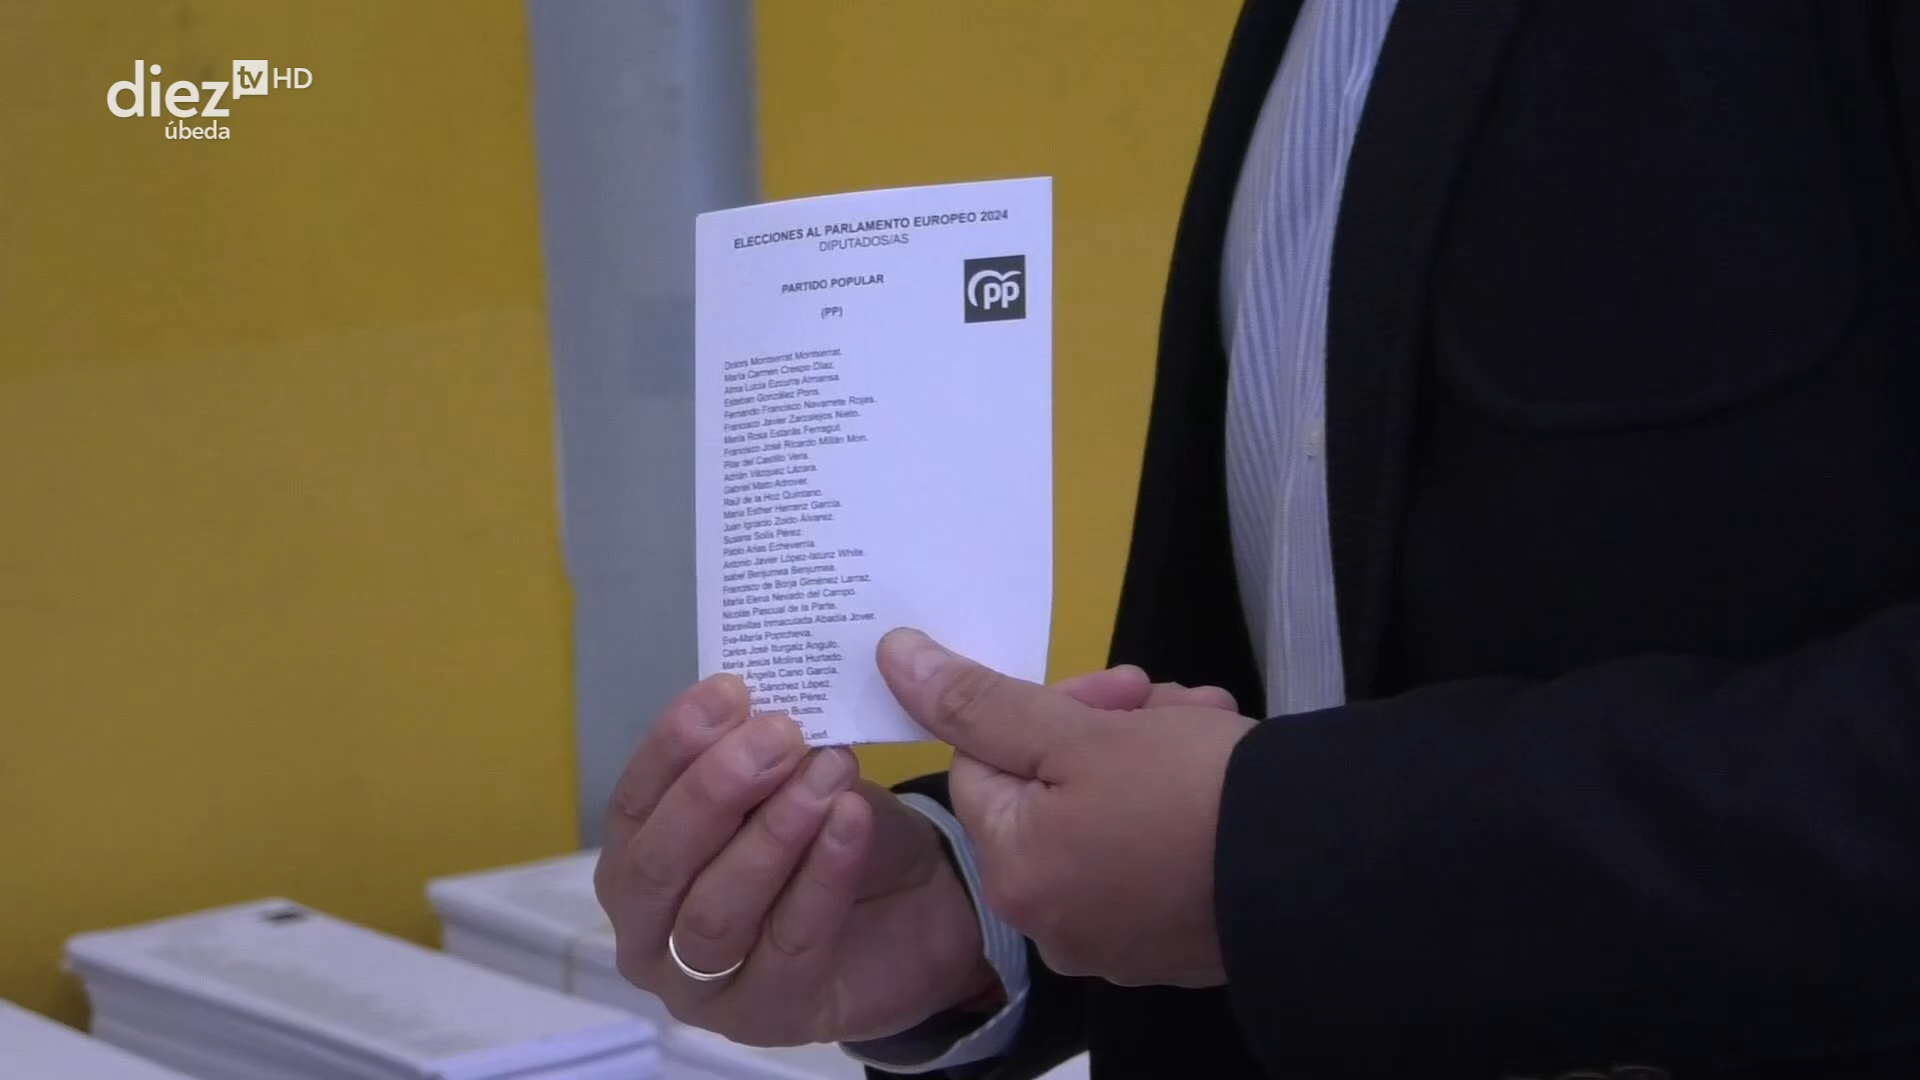 diez tv HD
úbeda
ELECCIONES AL PARLAMENTO EUROPEO 2024
DIPUTADOS/AS
PARTIDO POPULAR
pp
(PP)
Dolors Montserrat Montserrat.
María Carmen Crespo Díaz.
Alma Lucía Ezcurra Almansa.
Esteban González Pons.
Fernando Francisco Navarrete Rojas.
Francisco Javier Zarzalejos Nieto.
María Rosa Estarás Ferragut.
Francisco José Ricardo Millán Mon.
Pilar del Castillo Vera.
Adrián Vázquez Lázara.
Gabriel Mato Adrover.
Raúl de la Hoz Quintano.
María Esther Herranz García.
Juan Ignacio Zoido Álvarez.
Susana Solís Pérez.
Pablo Arias Echeverría.
Antonio Javier López-Istúriz White.
Isabel Benjumea Benjumea.
Francisco de Borja Giménez Larraz.
María Elena Nevado del Campo.
Nicolás Pascual de la Parte.
Maravillas Inmaculada Abadía Jover.
Eva-María Poptcheva.
Carlos José Iturgaiz Angulo.
María Jesús Molina Hurtado.
Ángela Cano García.
Sánchez López.
Peón Pérez.
Moreno Bustos.